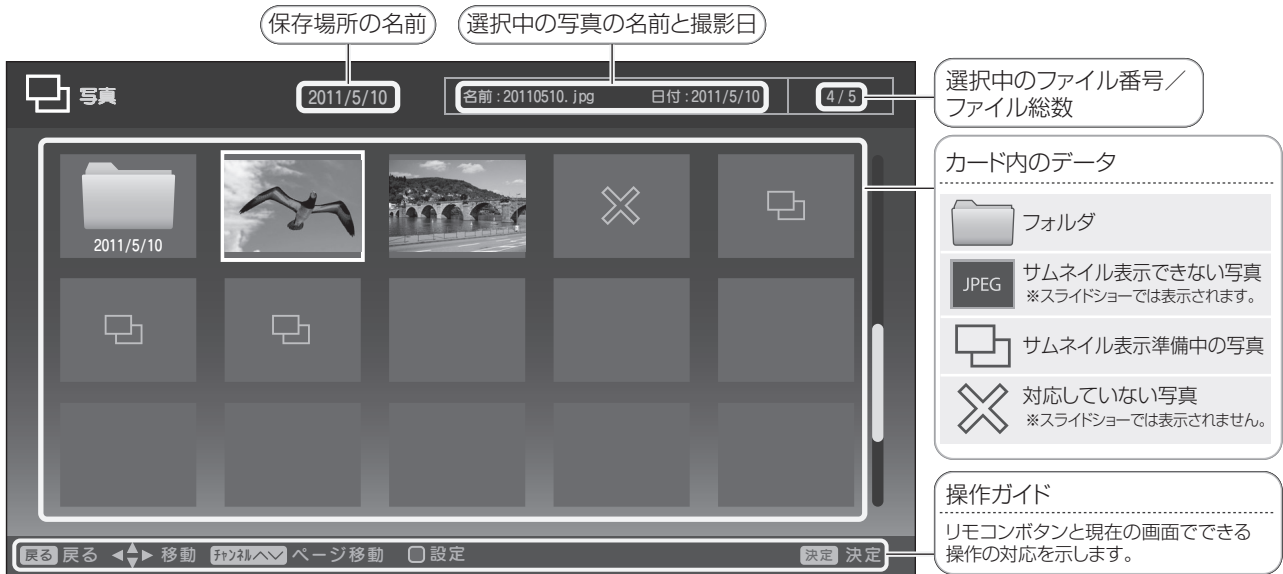 保存場所の名前
選択中の写真の名前と撮影日
写真
2011/5/10
名前:20110510.jpg 日付:2011/5/10
4/5
選択中のファイル番号／
ファイル総数
2011/5/10
カード内のデータ
フォルダ
JPEG
サムネイル表示できない写真
※スライドショーでは表示されます。
サムネイル表示準備中の写真
対応していない写真
※スライドショーでは表示されません。
戻る 戻る 移動 チャンネル ページ移動 設定 決定 決定
操作ガイド
リモコンボタンと現在の画面でできる
操作の対応を示します。